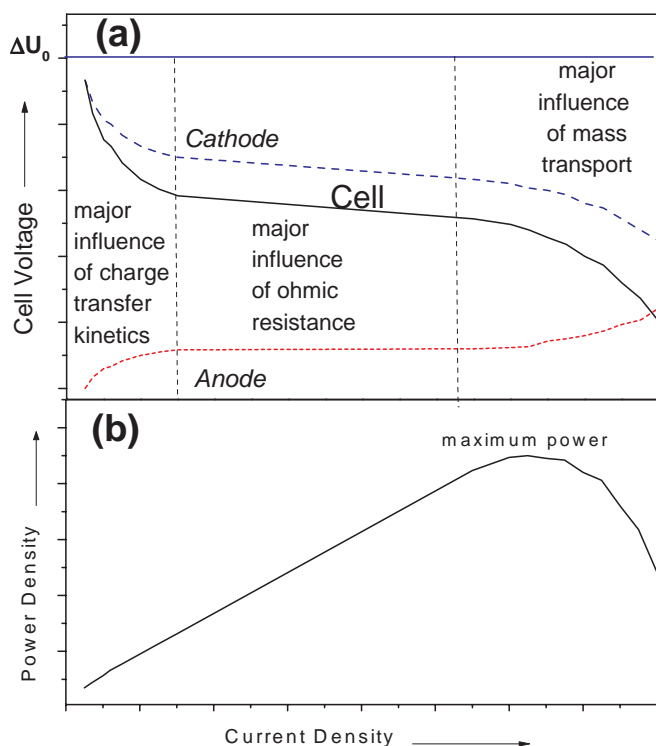 (a)
ΔU₀
Cell Voltage
Cathode
Cell
Anode
major
influence
of charge
transfer
kinetics
major
influence
of ohmic
resistance
major
influence
of mass
transport
(b)
maximum power
Power Density
Current Density